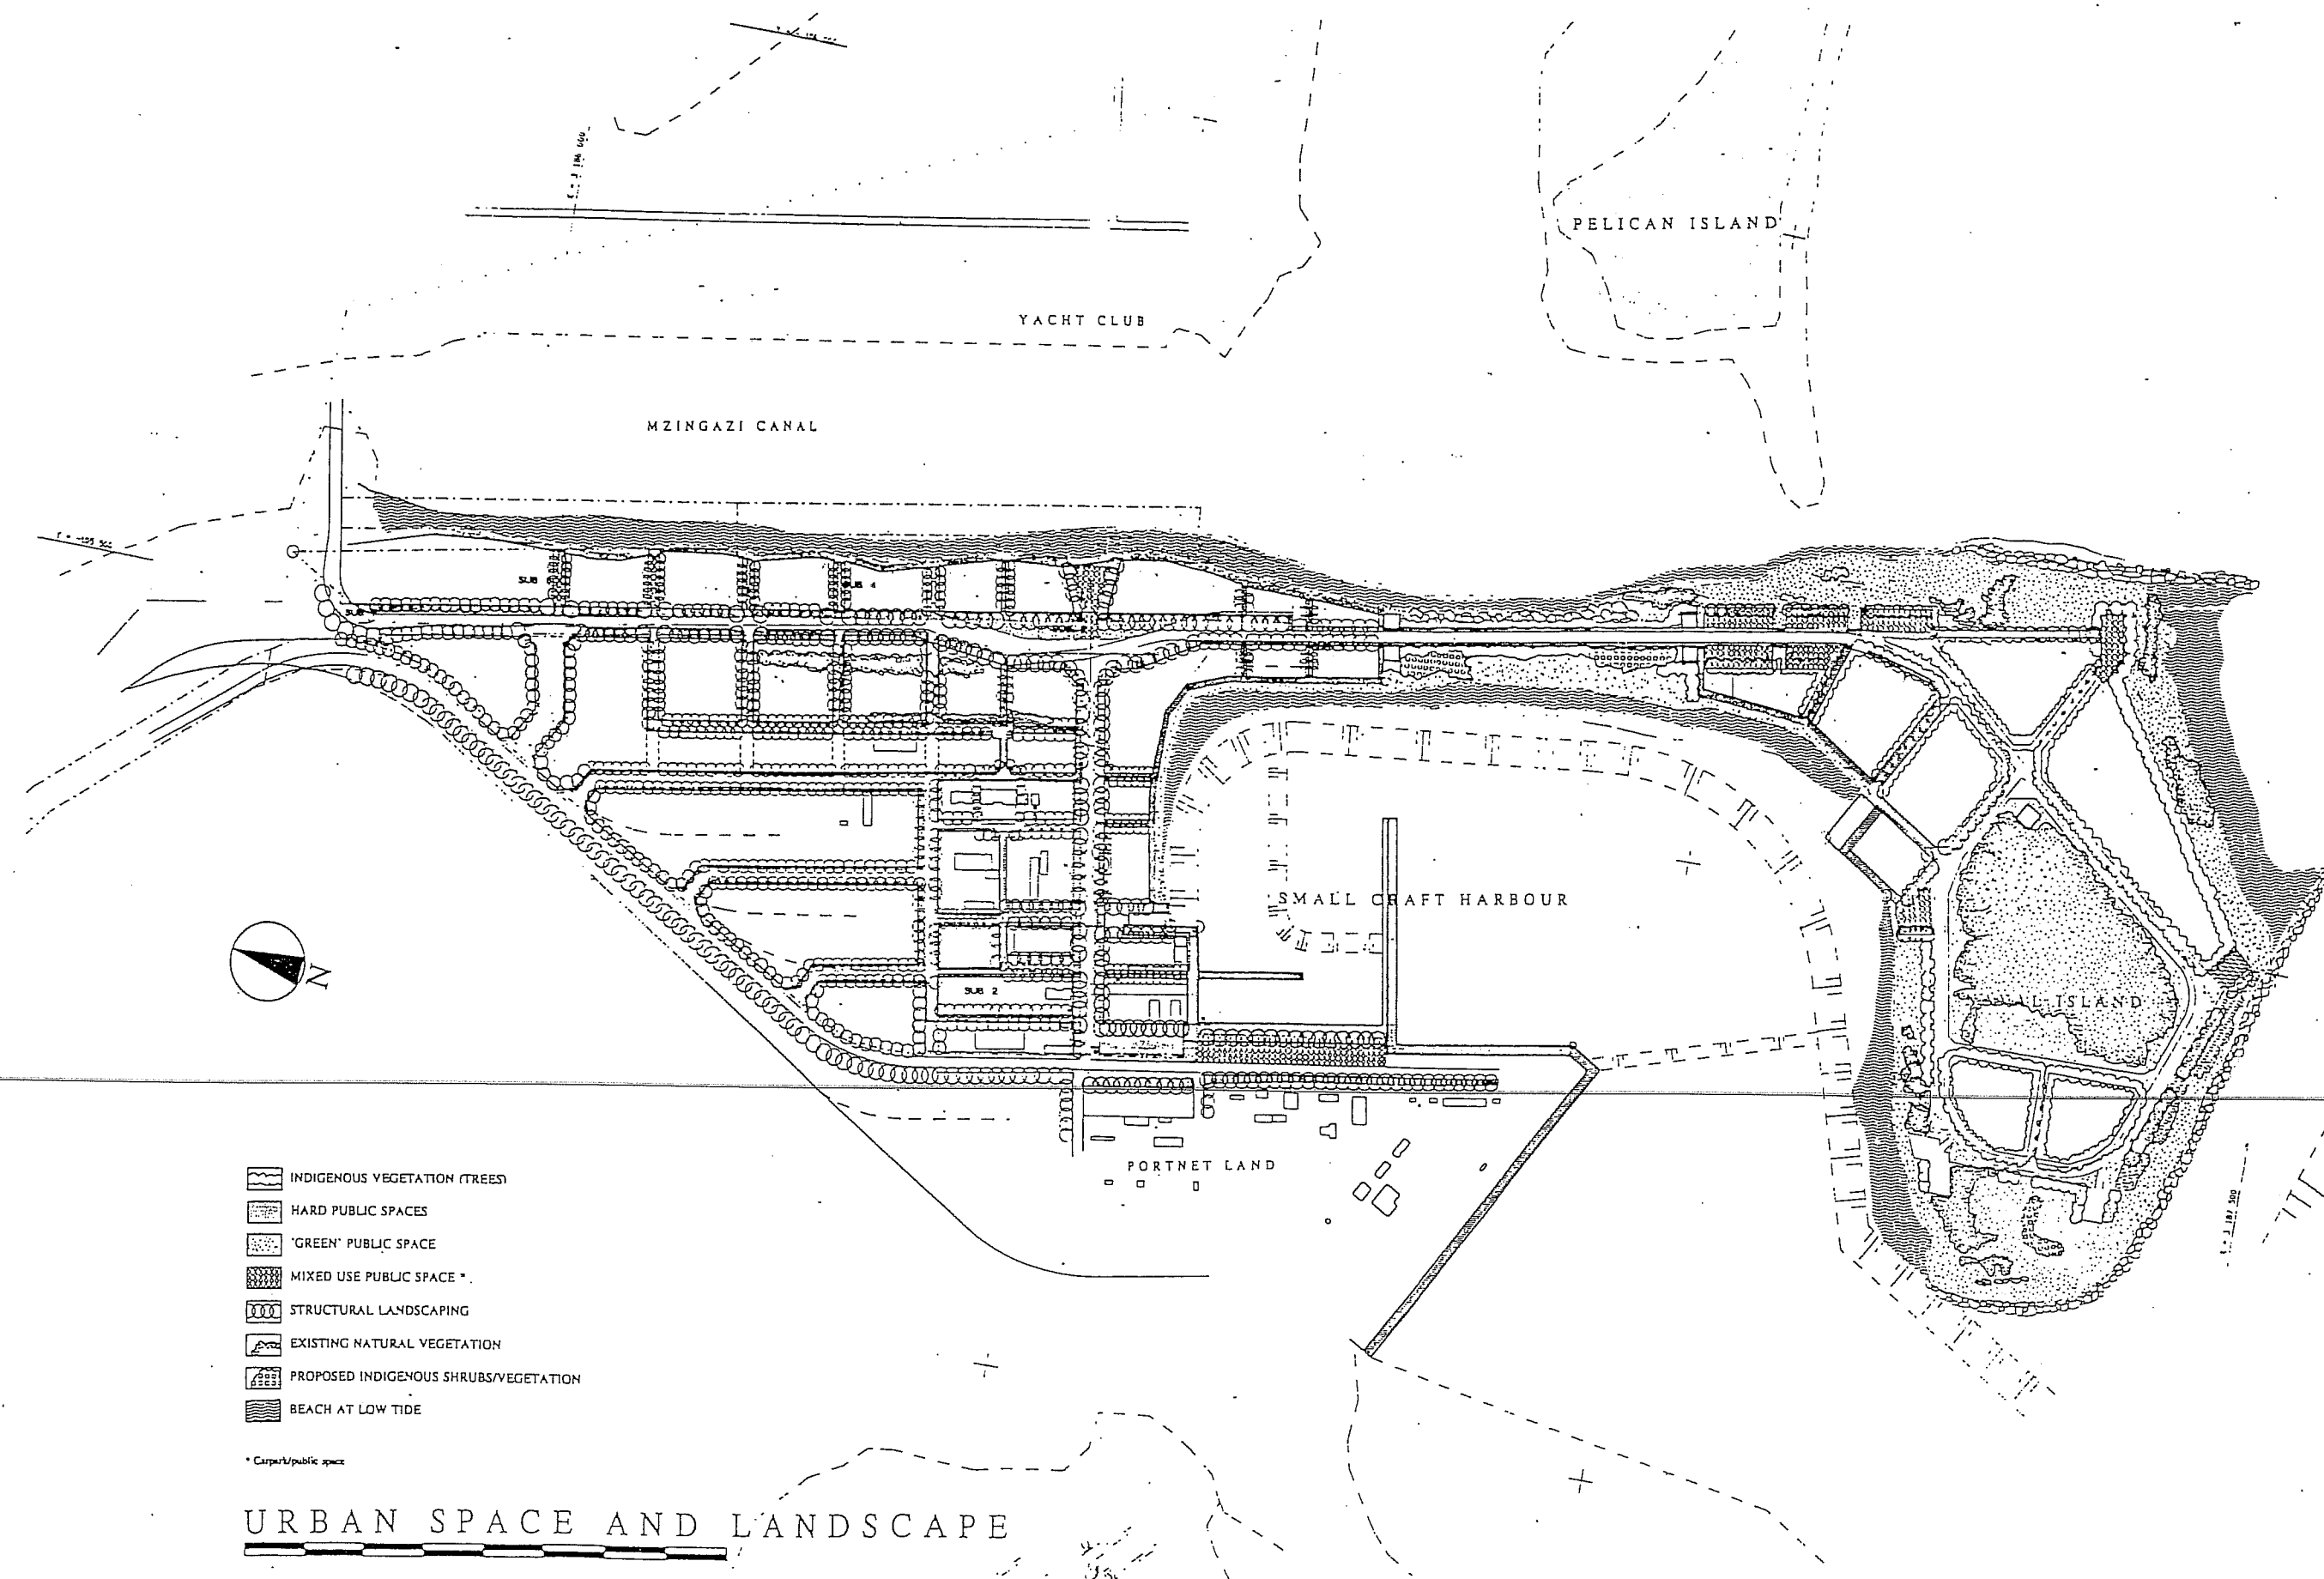 PELICAN ISLAND
YACHT CLUB
MZINGAZI CANAL
SUB 4
SMALL CRAFT HARBOUR
SUB 2
ISLAND
N
PORTNET LAND
INDIGENOUS VEGETATION (TREES)
HARD PUBLIC SPACES
'GREEN' PUBLIC SPACE
MIXED USE PUBLIC SPACE *
STRUCTURAL LANDSCAPING
EXISTING NATURAL VEGETATION
PROPOSED INDIGENOUS SHRUBS/VEGETATION
BEACH AT LOW TIDE
* Carpark/public space
URBAN SPACE AND LANDSCAPE